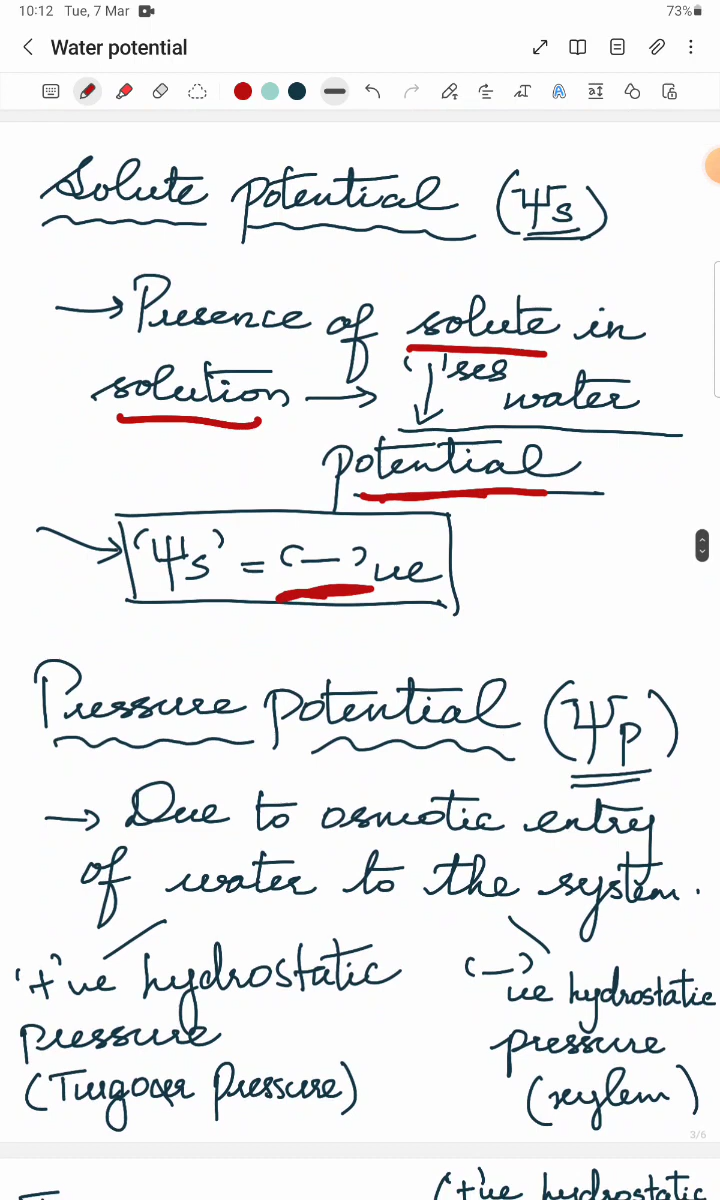 10:12 Tue, 7 Mar 73%
Water potential
Solute potential (Ψs)
→ Presence of solute in
solution → (↓)'ses water
potential
'Ψs' = (−)ve
Pressure potential (Ψp)
→ Due to osmotic entry
of water to the system.
'+'ve hydrostatic
pressure
(Turgour pressure)
(−)ve hydrostatic
pressure
(xylem)
3/6
(+)ve hydrostatic